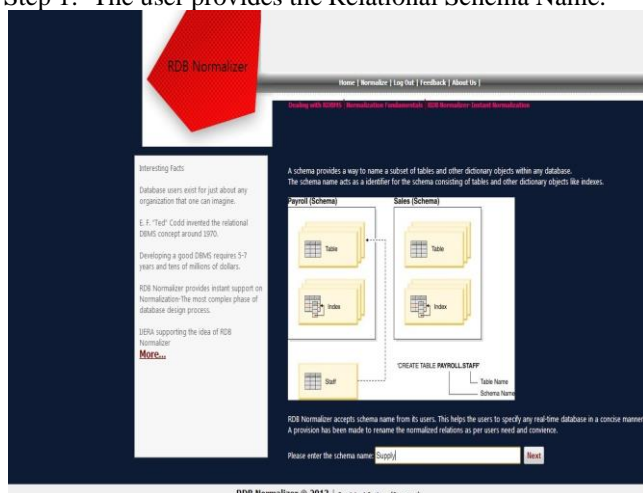 Step 1: The user provides the Relational Schema Name.
RDB Normalizer
Home | Normalize | Log Out | Feedback | About Us |
Dealing with RDBMS | Normalization Fundamentals | RDB Normalizer- Instant Normalization
Interesting Facts
Database users exist for just about any
organization that one can imagine.
E. F. "Ted" Codd invented the relational
DBMS concept around 1970.
Developing a good DBMS requires 5-7
years and tens of millions of dollars.
RDB Normalizer provides instant support on
Normalization-The most complex phase of
database design process.
IJERA supporting the idea of RDB
Normalizer
More...
A schema provides a way to name a subset of tables and other dictionary objects within any database.
The schema name acts as a identifier for the schema consisting of tables and other dictionary objects like indexes.
Payroll (Schema)
Sales (Schema)
Table
Table
Index
Index
Staff
'CREATE TABLE PAYROLL.STAFF'
Table Name
Schema Name
RDB Normalizer accepts schema name from its users. This helps the users to specify any real-time database in a concise manner
A provision has been made to rename the normalized relations as per users need and convience.
Please enter the schema name: Supply
Next
RDB Normalizer © 2013 |